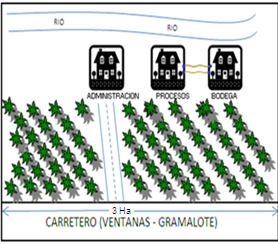 RIO
RIO
ADMINISTRACION PROCESOS BODEGA
3 Ha
CARRETERO (VENTANAS - GRAMALOTE)